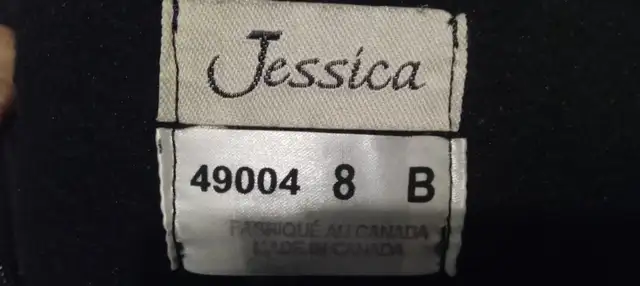 Jessica
49004 8 B
FABRIQUÉ AU CANADA
MADE IN CANADA